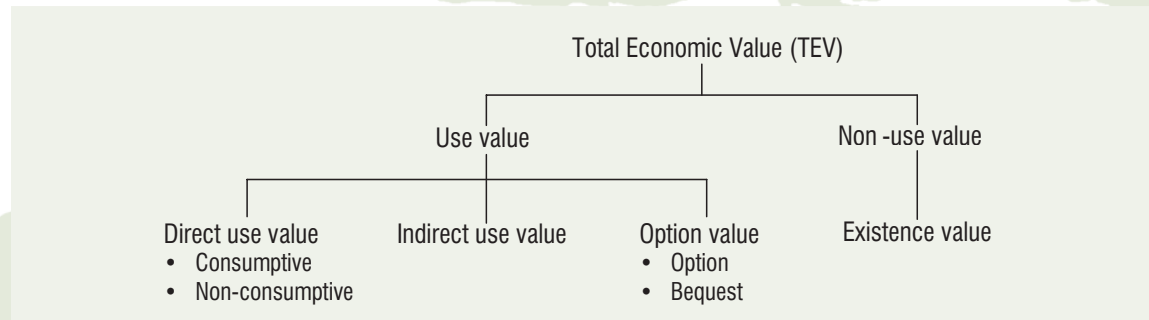 Total Economic Value (TEV)
Use value
Non -use value
Direct use value
• Consumptive
• Non-consumptive
Indirect use value
Option value
• Option
• Bequest
Existence value